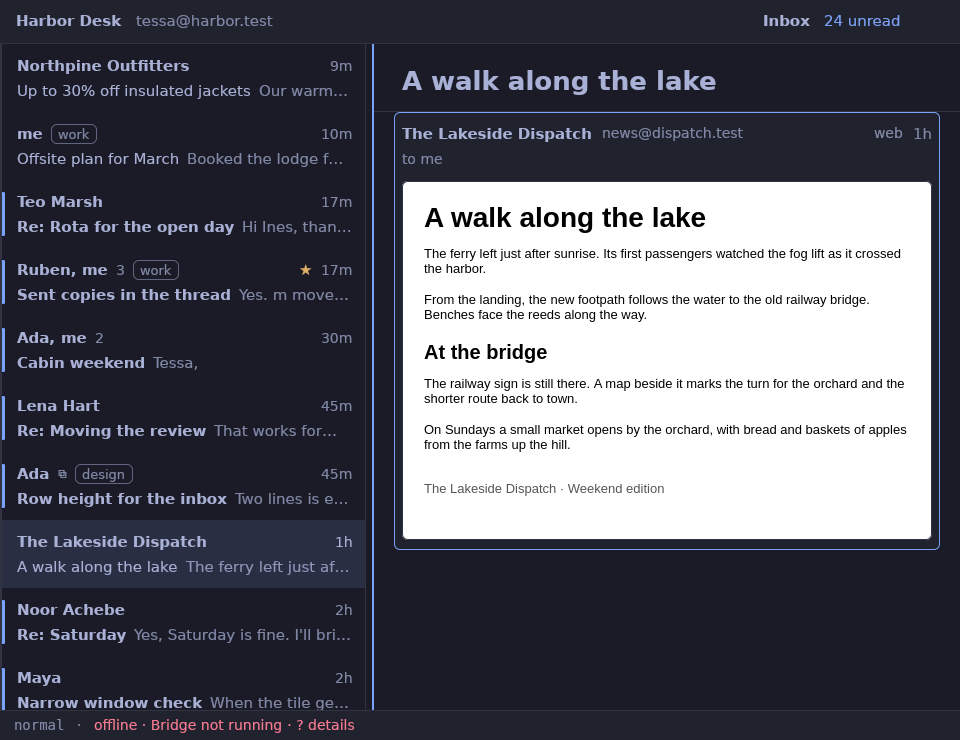 Harbor Desk tessa@harbor.test Inbox 24 unread
Northpine Outfitters 9m
Up to 30% off insulated jackets Our warm…
me work 10m
Offsite plan for March Booked the lodge f…
Teo Marsh 17m
Re: Rota for the open day Hi Ines, than…
Ruben, me 3 work ★ 17m
Sent copies in the thread Yes. m move…
Ada, me 2 30m
Cabin weekend Tessa,
Lena Hart 45m
Re: Moving the review That works for…
Ada ⧉ design 45m
Row height for the inbox Two lines is e…
The Lakeside Dispatch 1h
A walk along the lake The ferry left just af…
Noor Achebe 2h
Re: Saturday Yes, Saturday is fine. I'll bri…
Maya 2h
Narrow window check When the tile ge…
A walk along the lake
The Lakeside Dispatch news@dispatch.test web 1h
to me
A walk along the lake
The ferry left just after sunrise. Its first passengers watched the fog lift as it crossed
the harbor.
From the landing, the new footpath follows the water to the old railway bridge.
Benches face the reeds along the way.
At the bridge
The railway sign is still there. A map beside it marks the turn for the orchard and the
shorter route back to town.
On Sundays a small market opens by the orchard, with bread and baskets of apples
from the farms up the hill.
The Lakeside Dispatch · Weekend edition
normal · offline · Bridge not running · ? details